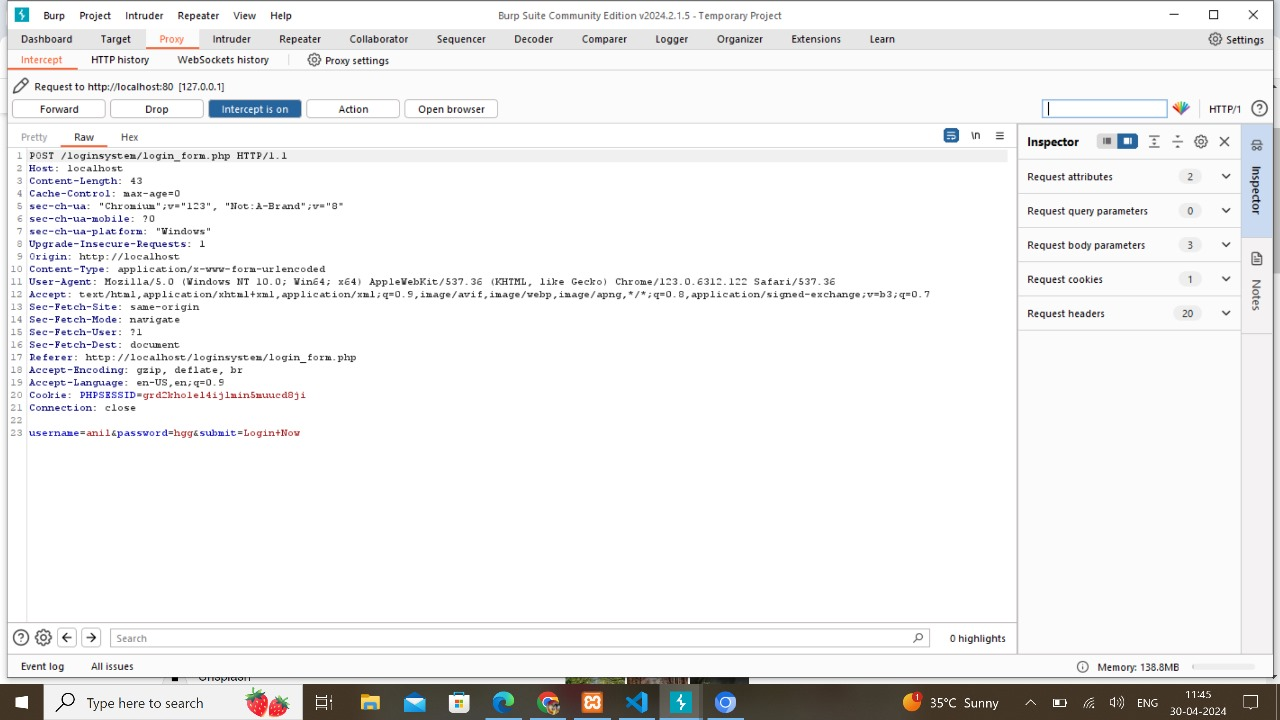 Burp Project Intruder Repeater View Help Burp Suite Community Edition v2024.2.1.5 - Temporary Project
Dashboard Target Proxy Intruder Repeater Collaborator Sequencer Decoder Comparer Logger Organizer Extensions Learn Settings
Intercept HTTP history WebSockets history Proxy settings
Request to http://localhost:80 [127.0.0.1]
Forward Drop Intercept is on Action Open browser HTTP/1
Pretty Raw Hex \n
Inspector
Request attributes 2
Request query parameters 0
Request body parameters 3
Request cookies 1
Request headers 20
Inspector
Notes
1 POST /loginsystem/login_form.php HTTP/1.1
2 Host: localhost
3 Content-Length: 43
4 Cache-Control: max-age=0
5 sec-ch-ua: "Chromium";v="123", "Not:A-Brand";v="8"
6 sec-ch-ua-mobile: ?0
7 sec-ch-ua-platform: "Windows"
8 Upgrade-Insecure-Requests: 1
9 Origin: http://localhost
10 Content-Type: application/x-www-form-urlencoded
11 User-Agent: Mozilla/5.0 (Windows NT 10.0; Win64; x64) AppleWebKit/537.36 (KHTML, like Gecko) Chrome/123.0.6312.122 Safari/537.36
12 Accept: text/html,application/xhtml+xml,application/xml;q=0.9,image/avif,image/webp,image/apng,*/*;q=0.8,application/signed-exchange;v=b3;q=0.7
13 Sec-Fetch-Site: same-origin
14 Sec-Fetch-Mode: navigate
15 Sec-Fetch-User: ?1
16 Sec-Fetch-Dest: document
17 Referer: http://localhost/loginsystem/login_form.php
18 Accept-Encoding: gzip, deflate, br
19 Accept-Language: en-US,en;q=0.9
20 Cookie: PHPSESSID=grd2khole14ijlmin5muucd8ji
21 Connection: close
22
23 username=anil&password=hgg&submit=Login+Now
Search 0 highlights
Event log All issues Memory: 138.8MB
Unsplash
Type here to search 1 35°C Sunny ENG 11:45
30-04-2024